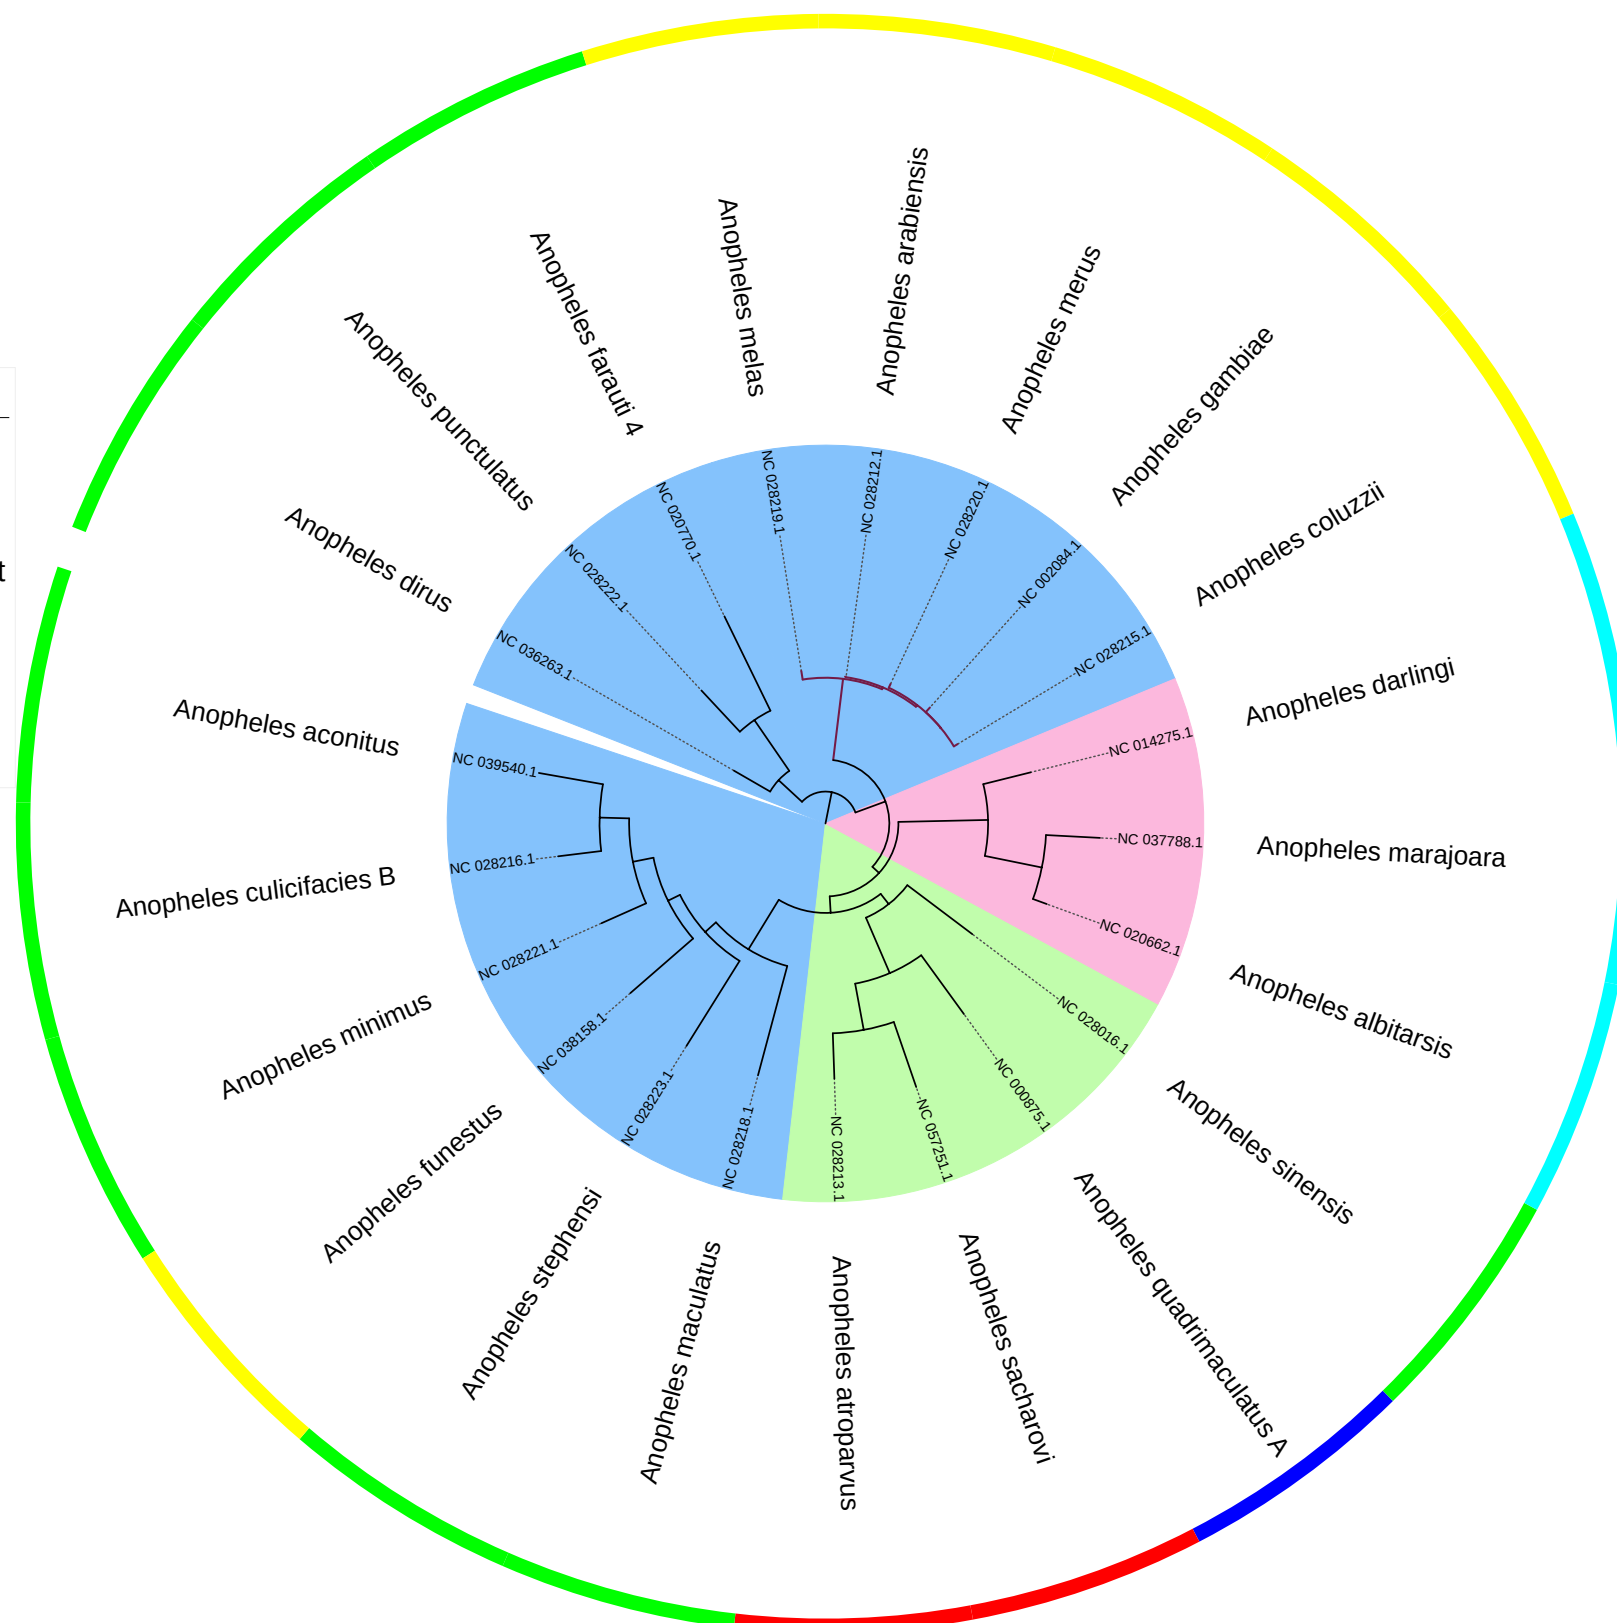 Anopheles dirus
Anopheles punctulatus
Anopheles farauti 4
Anopheles melas
Anopheles arabiensis
Anopheles merus
Anopheles gambiae
Anopheles coluzzii
Anopheles darlingi
Anopheles marajoara
Anopheles albitarsis
Anopheles sinensis
Anopheles quadrimaculatus A
Anopheles sacharovi
Anopheles atroparvus
Anopheles maculatus
Anopheles stephensi
Anopheles funestus
Anopheles minimus
Anopheles culicifacies B
Anopheles aconitus
NC 036263.1
NC 028222.1
NC 020770.1
NC 028219.1
NC 028212.1
NC 028220.1
NC 002084.1
NC 028215.1
NC 014275.1
NC 037788.1
NC 020662.1
NC 028016.1
NC 000875.1
NC 057251.1
NC 028213.1
NC 028218.1
NC 028223.1
NC 038158.1
NC 028221.1
NC 028216.1
NC 039540.1
t